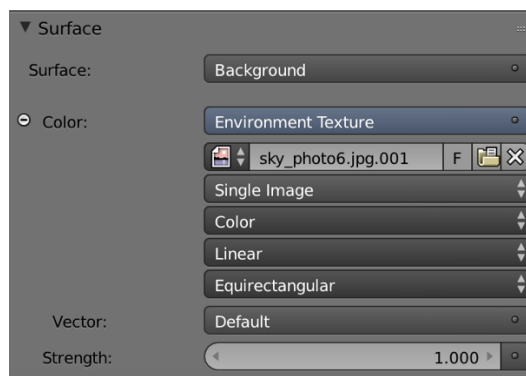 Surface
Surface: Background
Color: Environment Texture
sky_photo6.jpg.001 F
Single Image
Color
Linear
Equirectangular
Vector: Default
Strength: 1.000